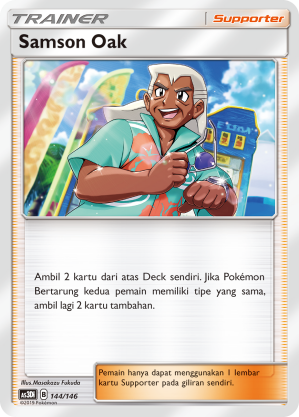 TRAINER Supporter
Samson Oak
Ambil 2 kartu dari atas Deck sendiri. Jika Pokémon
Bertarung kedua pemain memiliki tipe yang sama,
ambil lagi 2 kartu tambahan.
Pemain hanya dapat menggunakan 1 lembar
kartu Supporter pada giliran sendiri.
Illus. Masakazu Fukuda
AS3DI B 144/146
©2019 Pokémon